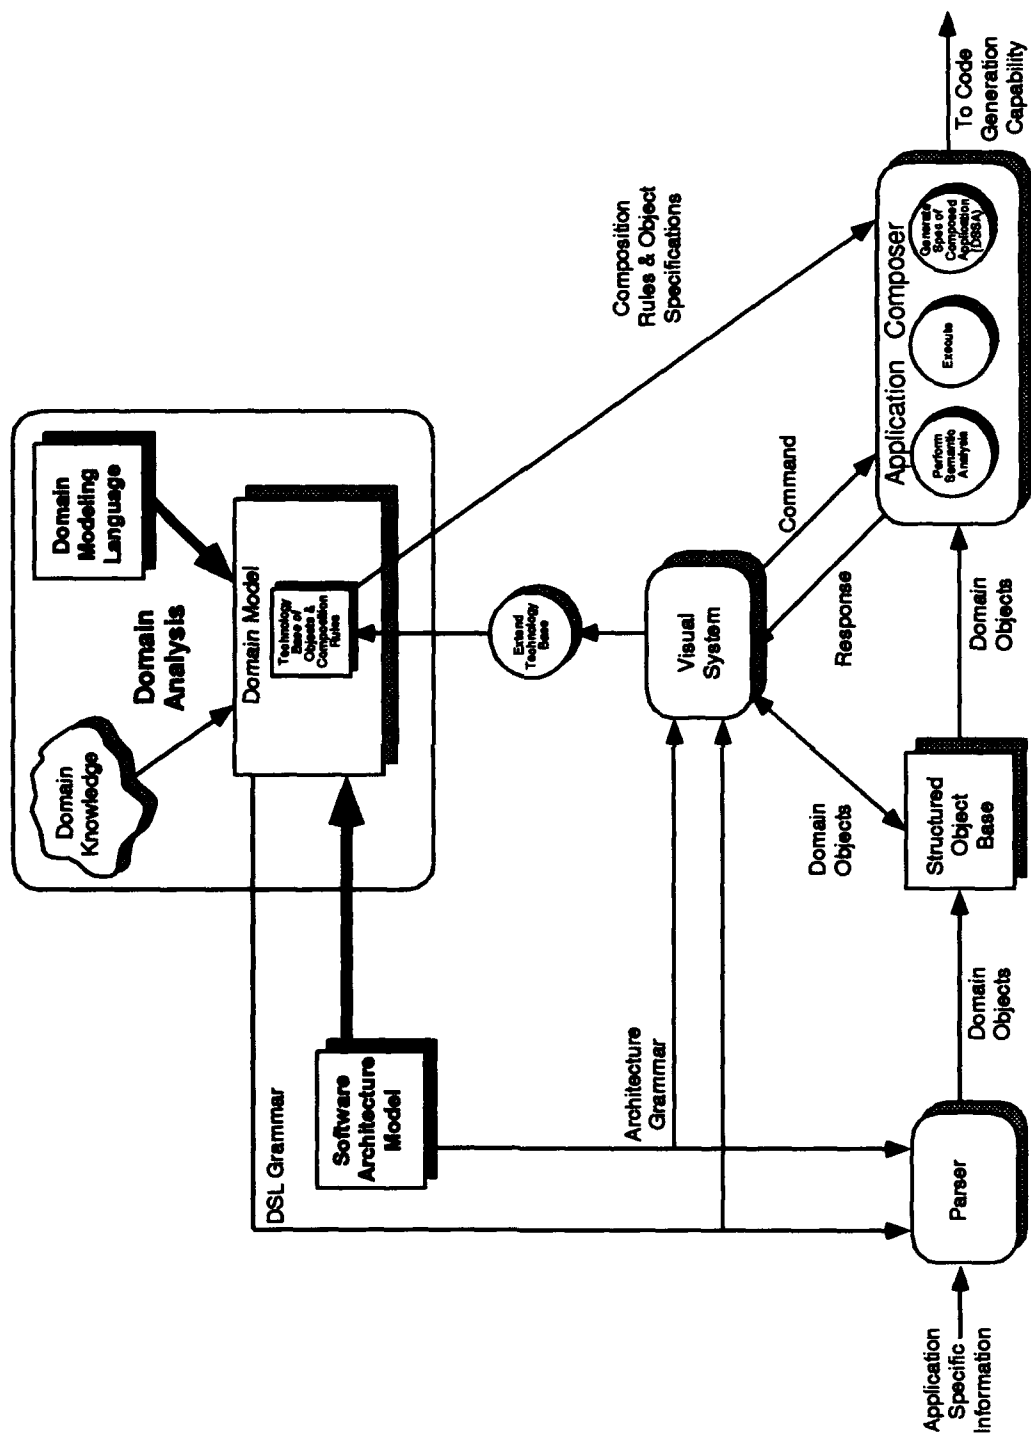 Domain
Knowledge
Domain
Analysis
Domain
Modeling
Language
Domain Model
Technology
Base of
Objects &
Composition
Rules
DSL Grammar
Software
Architecture
Model
Extend
Technology
Base
Composition
Rules & Object
Specifications
Architecture
Grammar
Visual
System
Command
Response
Domain
Objects
Application
Specific
Information
Parser
Domain
Objects
Structured
Object
Base
Domain
Objects
Application Composer
Perform
Semantic
Analysis
Execute
Generate
Spec of
Composed
Application
(DSSA)
To Code
Generation
Capability